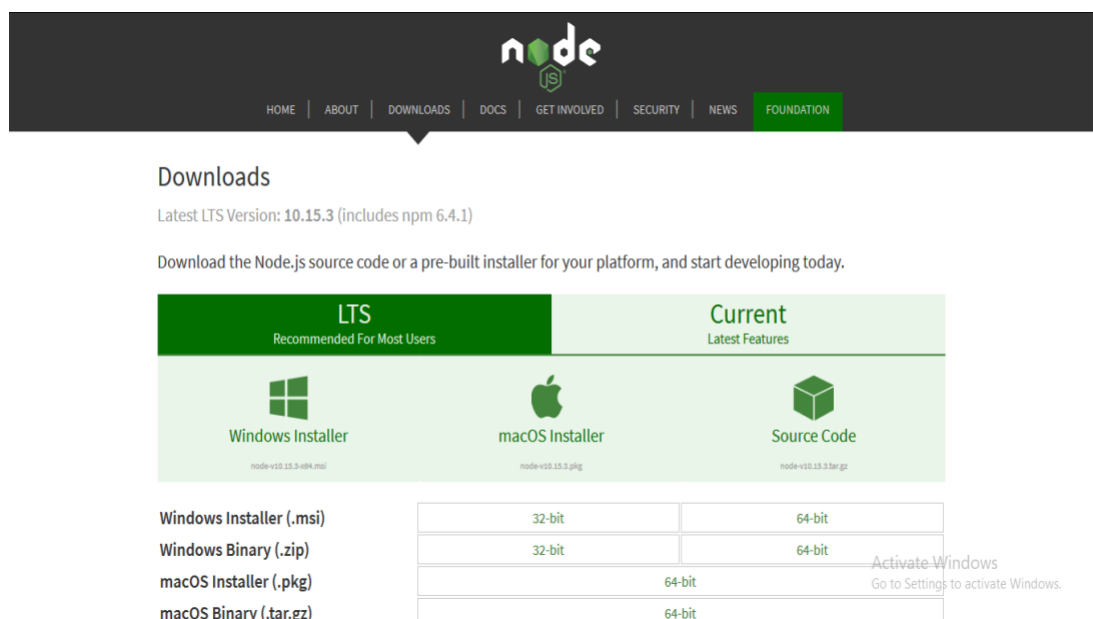 node
JS
HOME | ABOUT | DOWNLOADS | DOCS | GET INVOLVED | SECURITY | NEWS FOUNDATION
Downloads
Latest LTS Version: 10.15.3 (includes npm 6.4.1)
Download the Node.js source code or a pre-built installer for your platform, and start developing today.
LTS Current
Recommended For Most Users Latest Features
Windows Installer macOS Installer Source Code
node-v10.15.3-x64.msi node-v10.15.3.pkg node-v10.15.3.tar.gz
Windows Installer (.msi) 32-bit 64-bit
Windows Binary (.zip) 32-bit 64-bit
macOS Installer (.pkg) 64-bit
macOS Binary (.tar.gz) 64-bit
Activate Windows
Go to Settings to activate Windows.